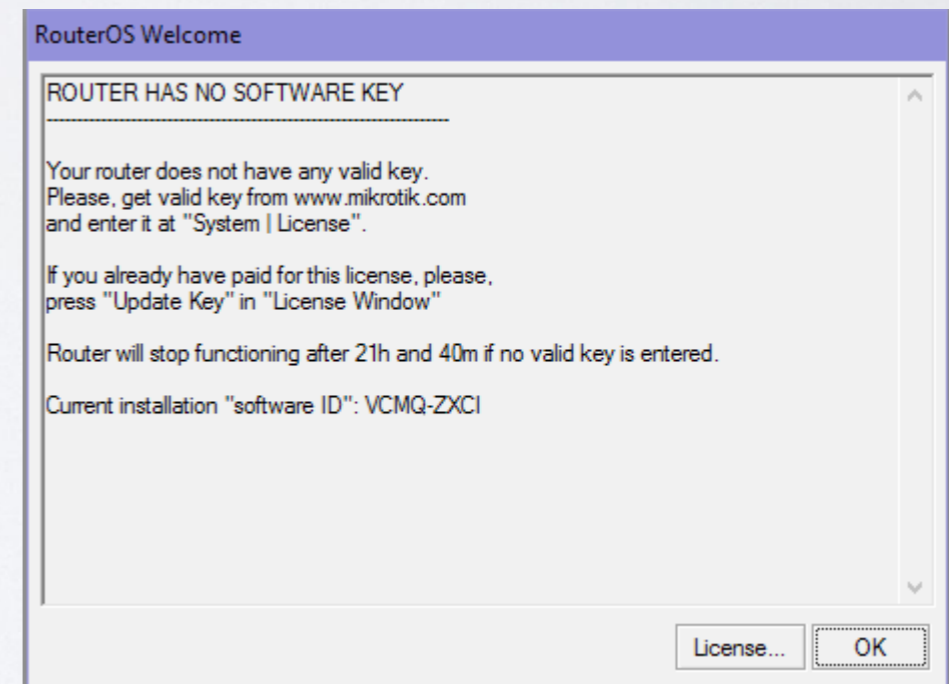 RouterOS Welcome
ROUTER HAS NO SOFTWARE KEY
--------------------------------------------------------------------
Your router does not have any valid key.
Please, get valid key from www.mikrotik.com
and enter it at "System | License".
If you already have paid for this license, please,
press "Update Key" in "License Window"
Router will stop functioning after 21h and 40m if no valid key is entered.
Current installation "software ID": VCMQ-ZXCI
License...
OK